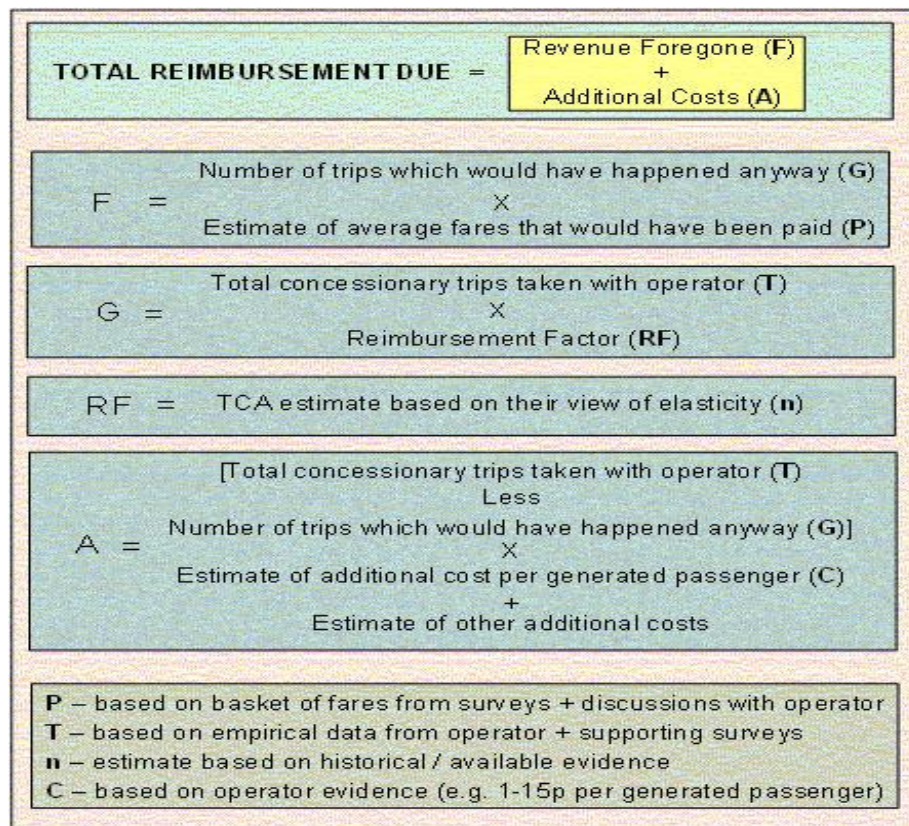 TOTAL REIMBURSEMENT DUE =
Revenue Foregone (F)
+
Additional Costs (A)
F =
Number of trips which would have happened anyway (G)
X
Estimate of average fares that would have been paid (P)
G =
Total concessionary trips taken with operator (T)
X
Reimbursement Factor (RF)
RF = TCA estimate based on their view of elasticity (n)
A =
[Total concessionary trips taken with operator (T)
Less
Number of trips which would have happened anyway (G)]
X
Estimate of additional cost per generated passenger (C)
+
Estimate of other additional costs
P – based on basket of fares from surveys + discussions with operator
T – based on empirical data from operator + supporting surveys
n – estimate based on historical / available evidence
C – based on operator evidence (e.g. 1-15p per generated passenger)